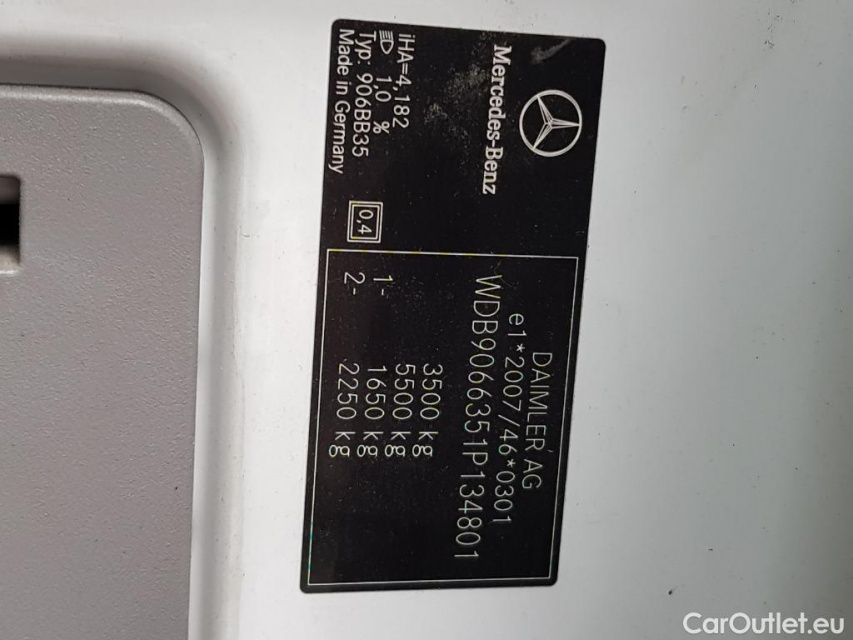 Mercedes-Benz
iHA=4,182
1,0 %
Typ: 906BB35
Made in Germany
0,4
DAIMLER AG
e1*2007/46*0301
WDB9066351P134801
3500 kg
5500 kg
1- 1650 kg
2- 2250 kg
CarOutlet.eu